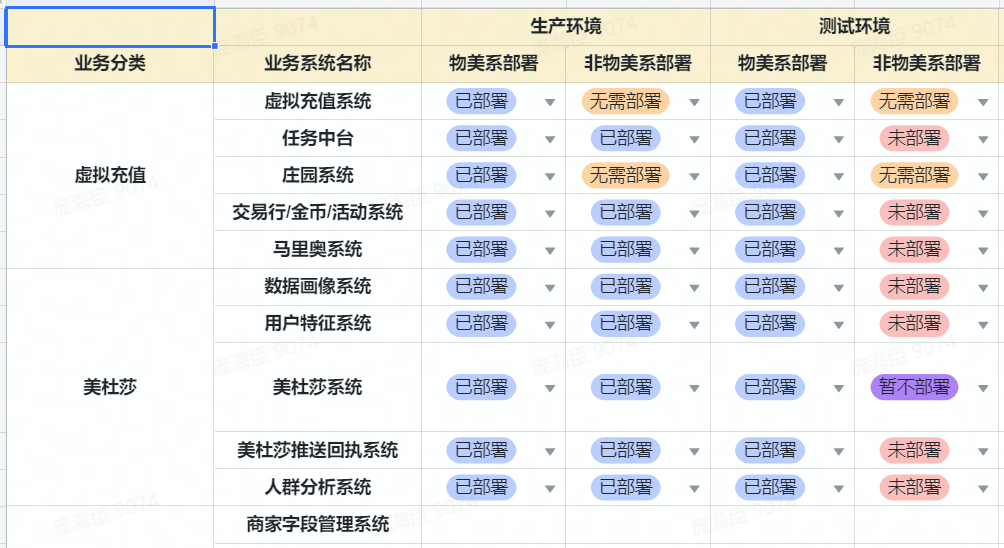 生产环境 测试环境
业务分类 业务系统名称 物美系部署 非物美系部署 物美系部署 非物美系部署
虚拟充值 虚拟充值系统 已部署 无需部署 已部署 无需部署
任务中台 已部署 已部署 已部署 未部署
庄园系统 已部署 无需部署 已部署 无需部署
交易行/金币/活动系统 已部署 已部署 已部署 未部署
马里奥系统 已部署 已部署 已部署 未部署
美杜莎 数据画像系统 已部署 已部署 已部署 未部署
用户特征系统 已部署 已部署 已部署 未部署
美杜莎系统 已部署 已部署 已部署 暂不部署
美杜莎推送回执系统 已部署 已部署 已部署 未部署
人群分析系统 已部署 已部署 已部署 未部署
商家字段管理系统
庞海臣 9074